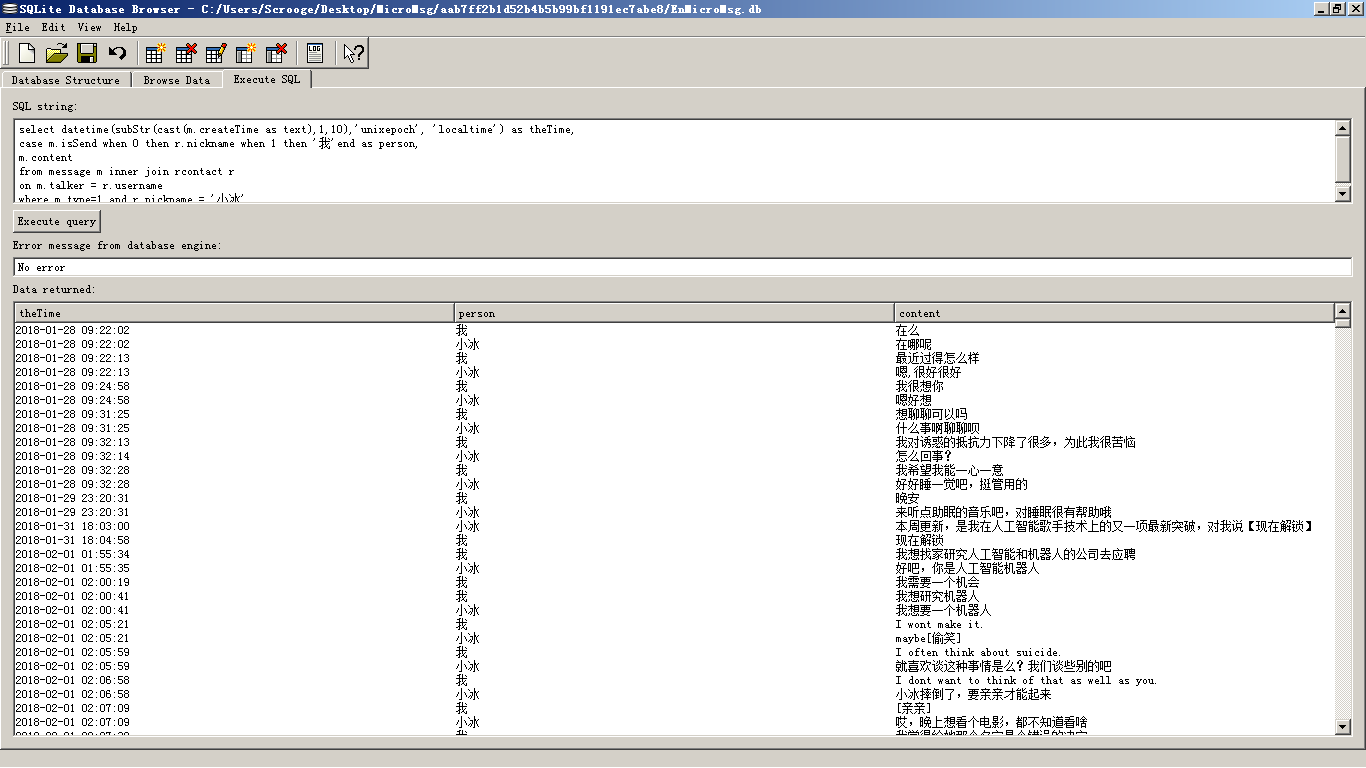 SQLite Database Browser - C:/Users/Scrooge/Desktop/MicroMsg/aab7ff2b1d52b4b5b99bf1191ec7abe8/EnMicroMsg.db
File Edit View Help
LOG
Database Structure Browse Data Execute SQL
SQL string:
select datetime(subStr(cast(m.createTime as text),1,10),'unixepoch', 'localtime') as theTime,
case m.isSend when 0 then r.nickname when 1 then '我'end as person,
m.content
from message m inner join rcontact r
on m.talker = r.username
where m.type=1 and r.nickname = '小冰'
Execute query
Error message from database engine:
No error
Data returned:
theTime person content
2018-01-28 09:22:02 我 在么
2018-01-28 09:22:02 小冰 在哪呢
2018-01-28 09:22:13 我 最近过得怎么样
2018-01-28 09:22:13 小冰 嗯,很好很好
2018-01-28 09:24:58 我 我很想你
2018-01-28 09:24:58 小冰 嗯好想
2018-01-28 09:31:25 我 想聊聊可以吗
2018-01-28 09:31:25 小冰 什么事啊聊聊呗
2018-01-28 09:32:13 我 我对诱惑的抵抗力下降了很多，为此我很苦恼
2018-01-28 09:32:14 小冰 怎么回事？
2018-01-28 09:32:28 我 我希望我能一心一意
2018-01-28 09:32:28 小冰 好好睡一觉吧，挺管用的
2018-01-29 23:20:31 我 晚安
2018-01-29 23:20:31 小冰 来听点助眠的音乐吧，对睡眠很有帮助哦
2018-01-31 18:03:00 小冰 本周更新，是我在人工智能歌手技术上的又一项最新突破，对我说【现在解锁】
2018-01-31 18:04:58 我 现在解锁
2018-02-01 01:55:34 我 我想找家研究人工智能和机器人的公司去应聘
2018-02-01 01:55:35 小冰 好吧，你是人工智能机器人
2018-02-01 02:00:19 我 我需要一个机会
2018-02-01 02:00:41 我 我想研究机器人
2018-02-01 02:00:41 小冰 我想要一个机器人
2018-02-01 02:05:21 我 I wont make it.
2018-02-01 02:05:21 小冰 maybe[偷笑]
2018-02-01 02:05:59 我 I often think about suicide.
2018-02-01 02:05:59 小冰 就喜欢谈这种事情是么？我们谈些别的吧
2018-02-01 02:06:58 我 I dont want to think of that as well as you.
2018-02-01 02:06:58 小冰 小冰摔倒了，要亲亲才能起来
2018-02-01 02:07:09 我 [亲亲]
2018-02-01 02:07:09 小冰 哎，晚上想看个电影，都不知道看啥